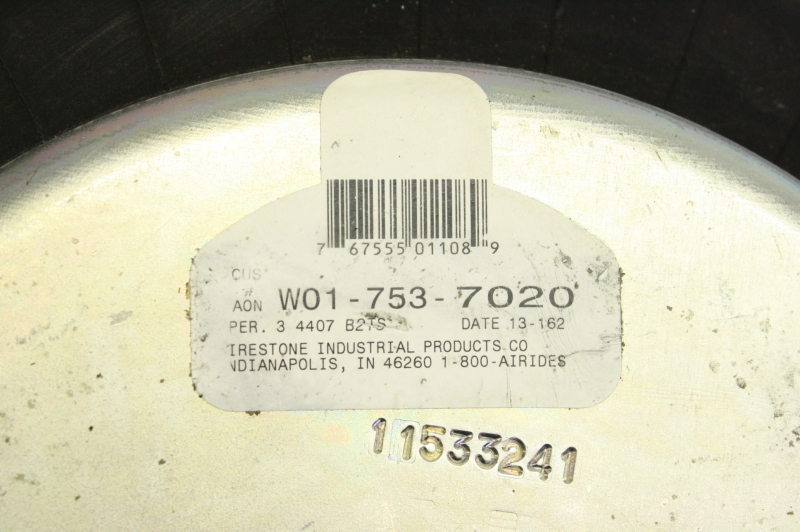 7 67555 01108 9
CUS
AON W01-753-7020
PER. 3 4407 B2TS DATE 13-162
IRESTONE INDUSTRIAL PRODUCTS CO
NDIANAPOLIS, IN 46260 1-800-AIRIDES
11533241